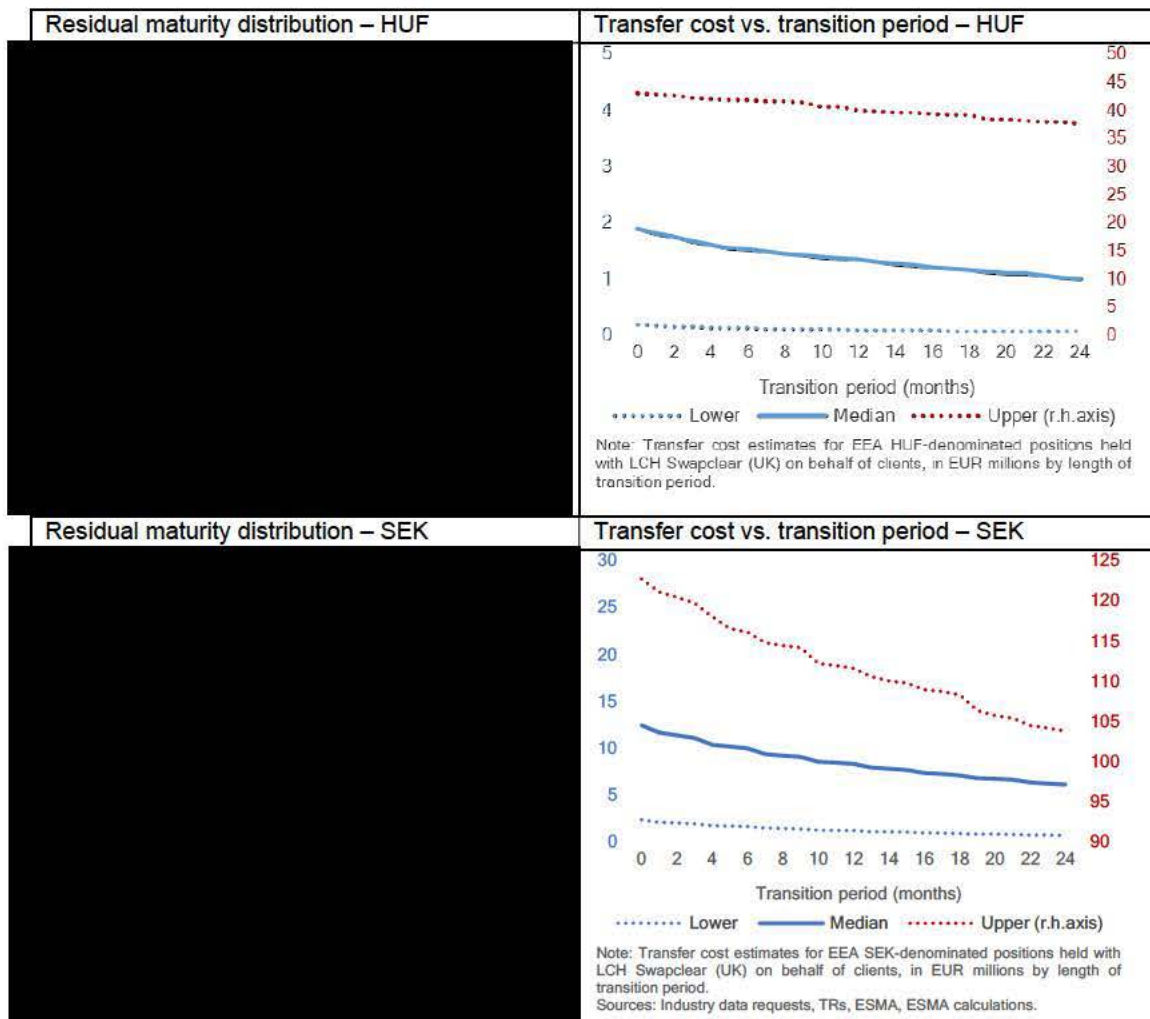 Residual maturity distribution – HUF
Transfer cost vs. transition period – HUF
5 50
45
4 40
35
3 30
25
2 20
15
1 10
5
0 0
0 2 4 6 8 10 12 14 16 18 20 22 24
Transition period (months)
Lower Median Upper (r.h.axis)
Note: Transfer cost estimates for EEA HUF-denominated positions held
with LCH Swapclear (UK) on behalf of clients, in EUR millions by length of
transition period.
Residual maturity distribution – SEK
Transfer cost vs. transition period – SEK
30 125
25 120
20 115
110
15 105
10 100
5 95
0 90
0 2 4 6 8 10 12 14 16 18 20 22 24
Transition period (months)
Lower Median Upper (r.h.axis)
Note: Transfer cost estimates for EEA SEK-denominated positions held with
LCH Swapclear (UK) on behalf of clients, in EUR millions by length of
transition period.
Sources: Industry data requests, TRs, ESMA, ESMA calculations.